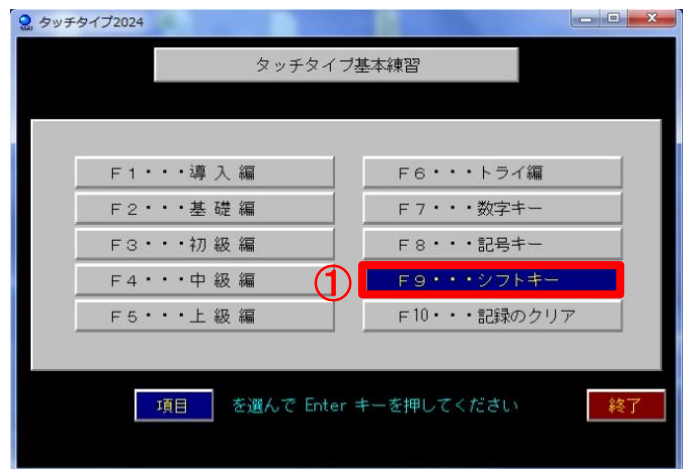 タッチタイプ2024
タッチタイプ基本練習
F1・・・導 入 編
F2・・・基 礎 編
F3・・・初 級 編
F4・・・中 級 編
F5・・・上 級 編
F6・・・トライ編
F7・・・数字キー
F8・・・記号キー
①
F9・・・シフトキー
F10・・・記録のクリア
項目 を選んで Enter キーを押してください 終了